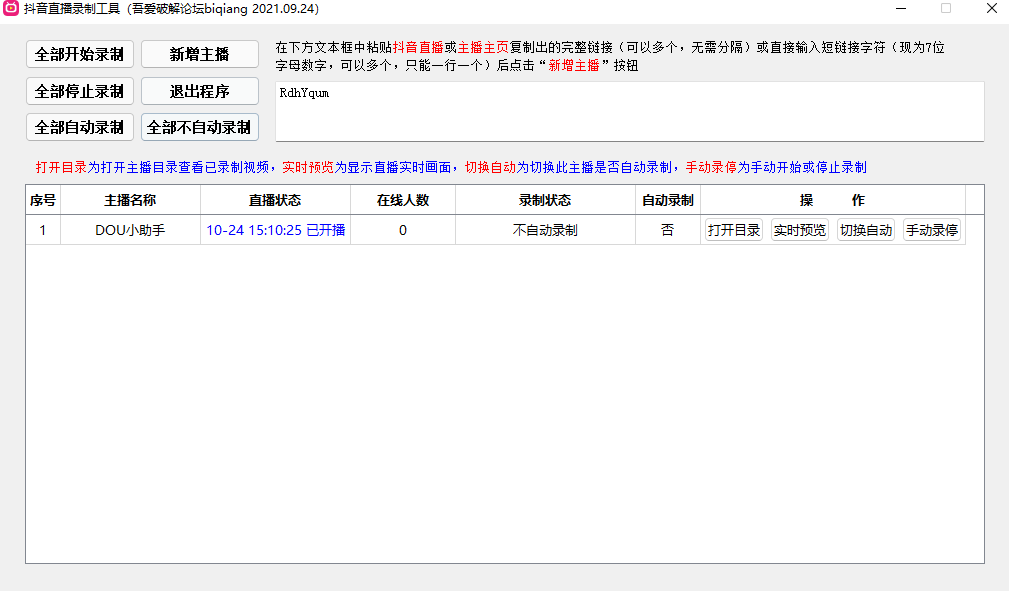 抖音直播录制工具（吾爱破解论坛biqiang 2021.09.24）
全部开始录制 新增主播
全部停止录制 退出程序
全部自动录制 全部不自动录制
在下方文本框中粘贴抖音直播或主播主页复制出的完整链接（可以多个，无需分隔）或直接输入短链接字符（现为7位
字母数字，可以多个，只能一行一个）后点击“新增主播”按钮
RdhYqum
打开目录为打开主播目录查看已录制视频，实时预览为显示直播实时画面，切换自动为切换此主播是否自动录制，手动录停为手动开始或停止录制
序号 主播名称 直播状态 在线人数 录制状态 自动录制 操 作
1 DOU小助手 10-24 15:10:25 已开播 0 不自动录制 否 打开目录 实时预览 切换自动 手动录停